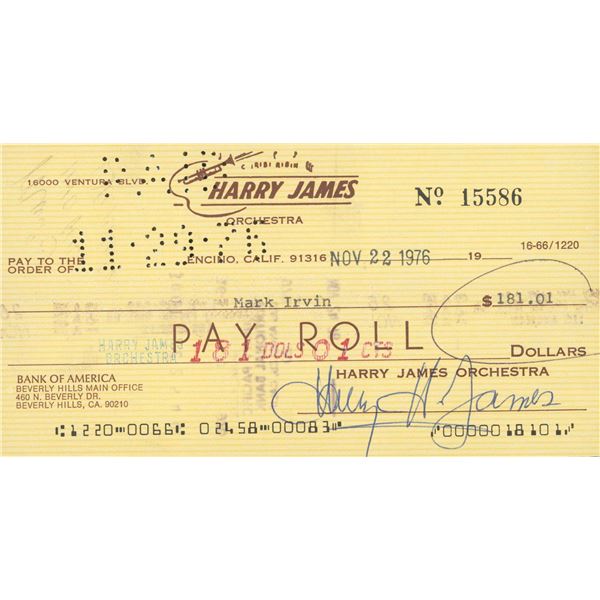 PAID
CIRIBIRIBIN
16000 VENTURA BLVD.
HARRY JAMES
ORCHESTRA
Nº 15586
11·29·76
PAY TO THE
ORDER OF
ENCINO, CALIF. 91316 NOV 22 1976 19
16-66/1220
Mark Irvin $ 181.01
PAY ROLL
HARRY JAMES
ORCHESTRA
181 DOLS 01 CTS
DOLLARS
HARRY JAMES ORCHESTRA
BANK OF AMERICA
BEVERLY HILLS MAIN OFFICE
460 N. BEVERLY DR.
BEVERLY HILLS, CA. 90210
Harry H. James
⑆1220⑉0066⑆ 02458⑉00083⑈ ⑈0000018101⑈